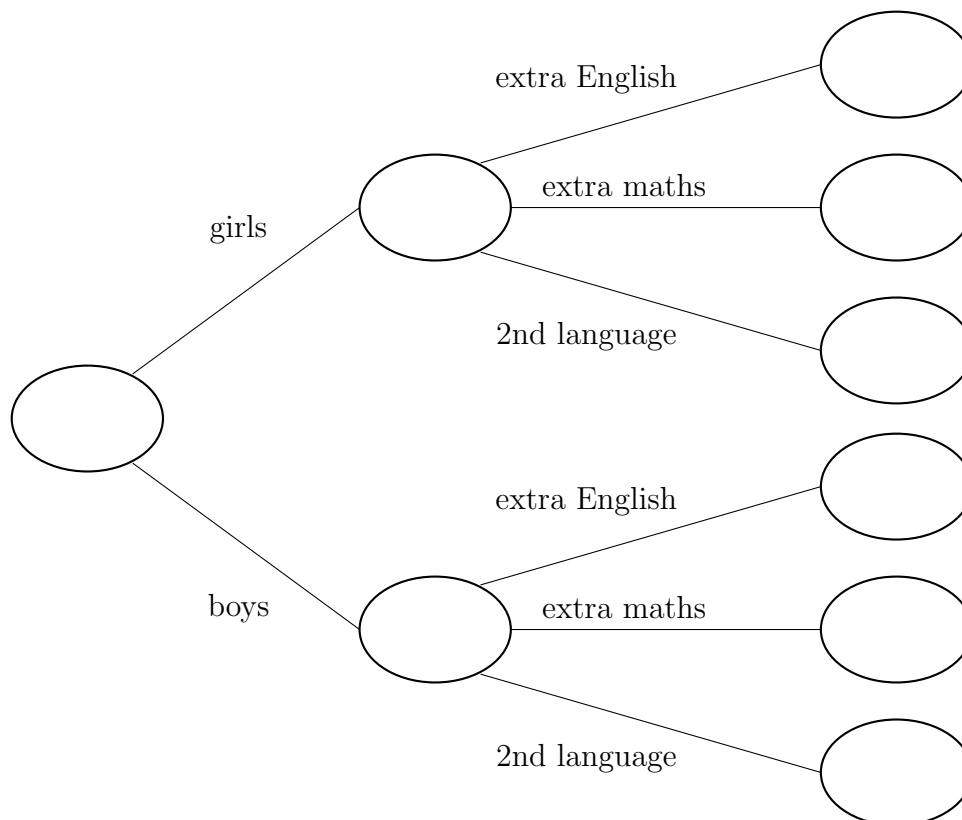 extra English
extra maths
girls
2nd language
extra English
boys
extra maths
2nd language